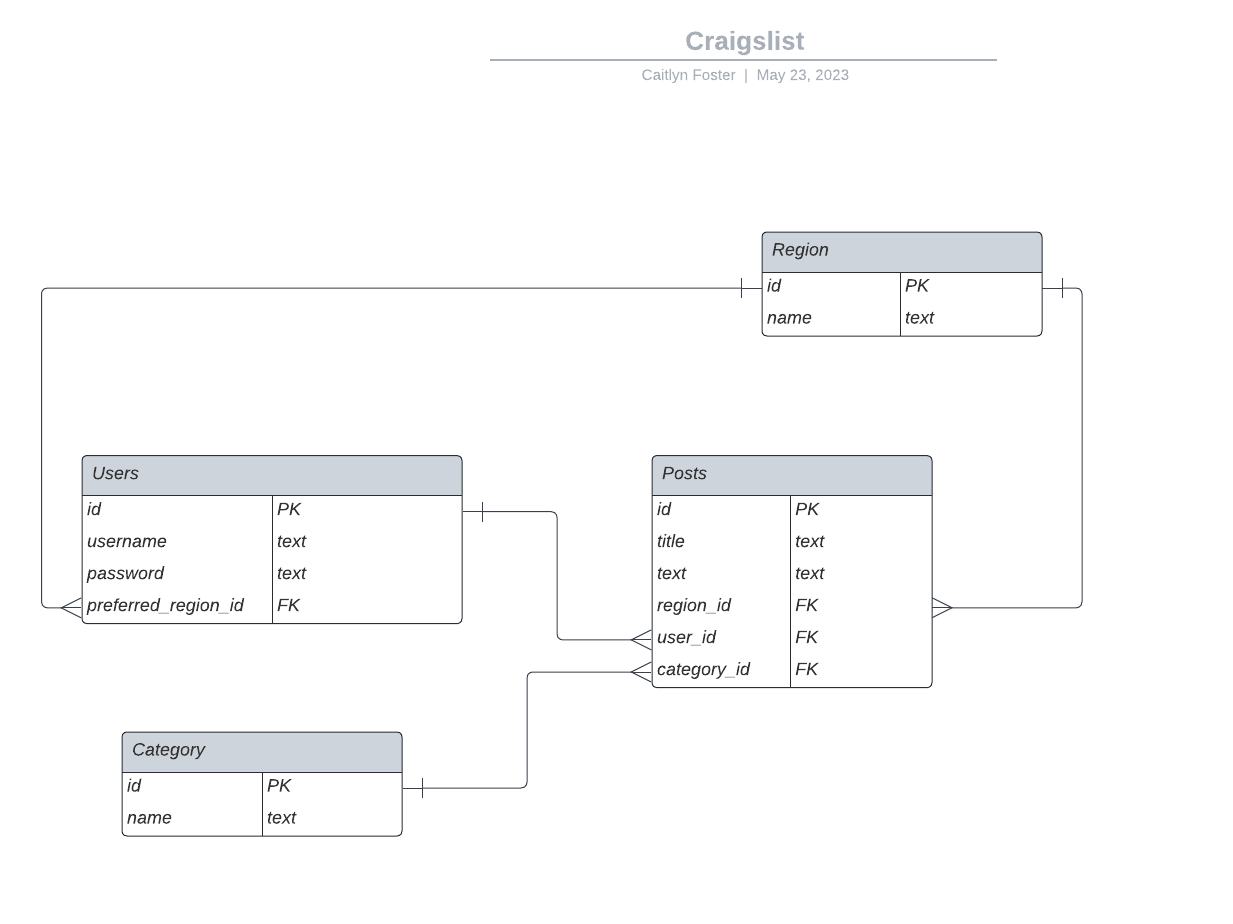 Craigslist
Caitlyn Foster | May 23, 2023
Region
id PK
name text
Users
id PK
username text
password text
preferred_region_id FK
Posts
id PK
title text
text text
region_id FK
user_id FK
category_id FK
Category
id PK
name text